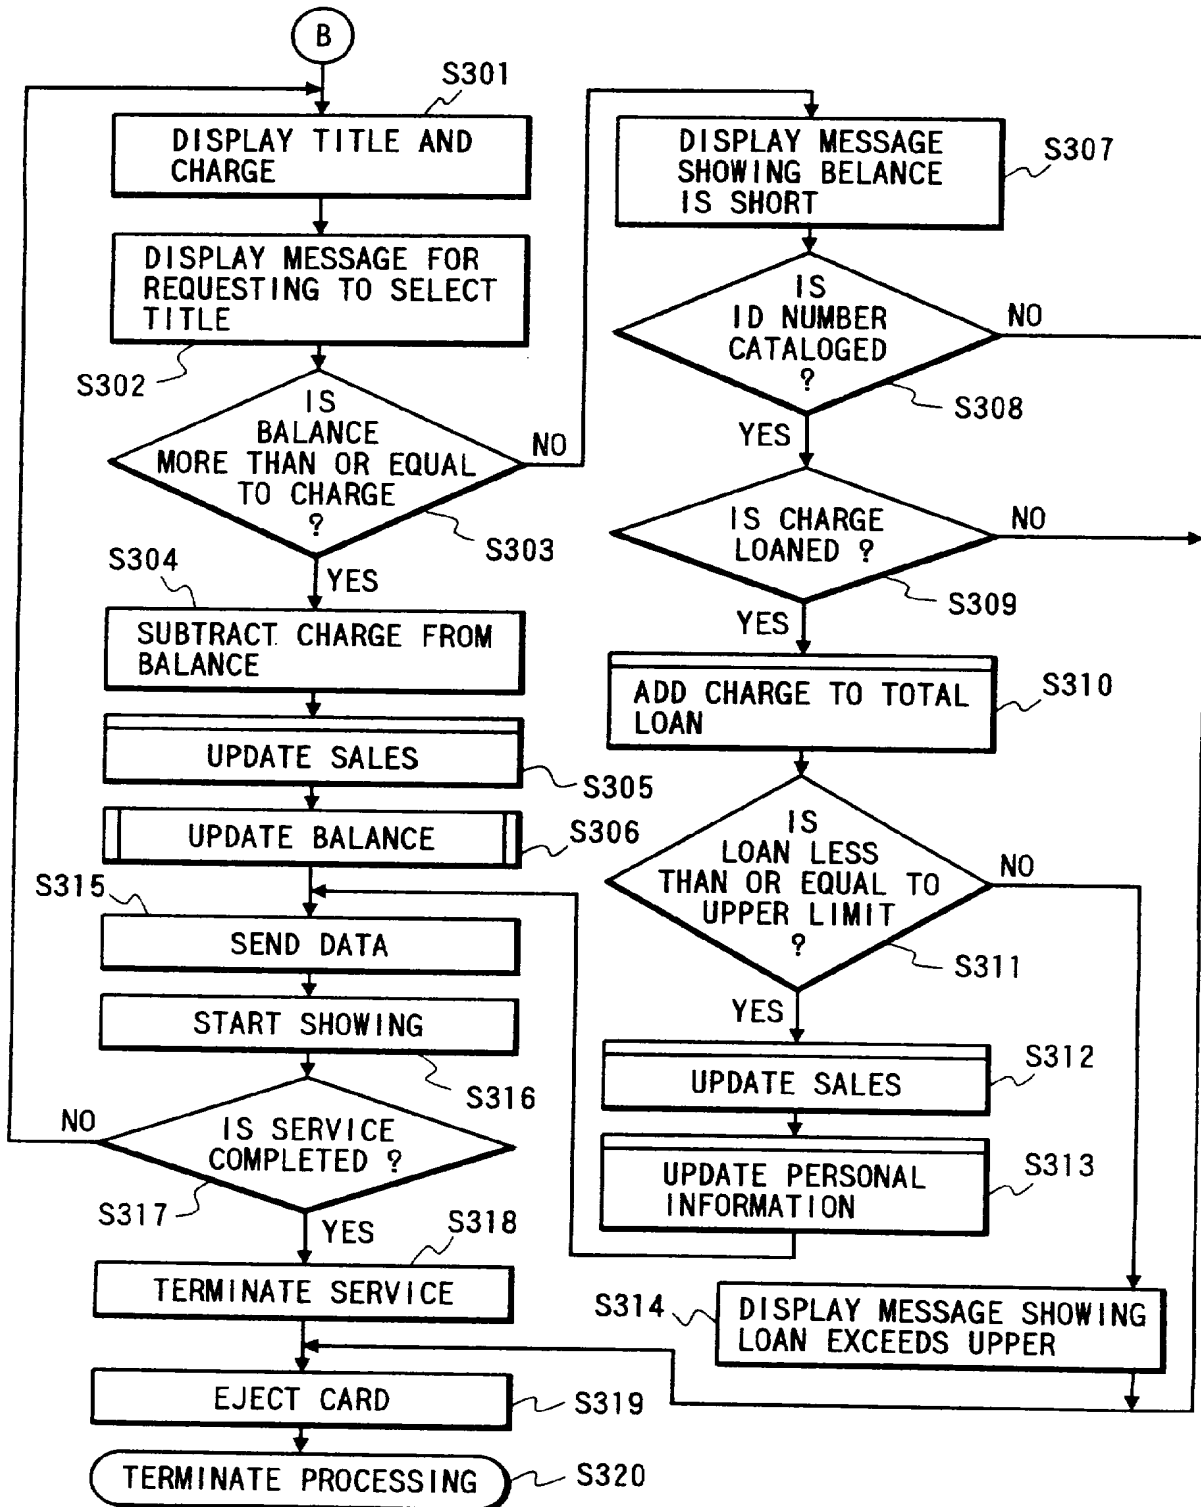 B
S301
DISPLAY TITLE AND
CHARGE
DISPLAY MESSAGE FOR
REQUESTING TO SELECT
TITLE
S302
IS
BALANCE
MORE THAN OR EQUAL
TO CHARGE
?
NO
S303
YES
S304
SUBTRACT CHARGE FROM
BALANCE
UPDATE SALES
S305
UPDATE BALANCE
S306
S315
SEND DATA
START SHOWING
S316
NO
IS SERVICE
COMPLETED ?
S317
YES
S318
TERMINATE SERVICE
EJECT CARD
S319
TERMINATE PROCESSING
S320
DISPLAY MESSAGE
SHOWING BELANCE
IS SHORT
S307
IS
ID NUMBER
CATALOGED
?
NO
S308
YES
IS CHARGE
LOANED ?
NO
S309
YES
ADD CHARGE TO TOTAL
LOAN
S310
IS
LOAN LESS
THAN OR EQUAL TO
UPPER LIMIT
?
NO
S311
YES
UPDATE SALES
S312
UPDATE PERSONAL
INFORMATION
S313
S314
DISPLAY MESSAGE SHOWING
LOAN EXCEEDS UPPER